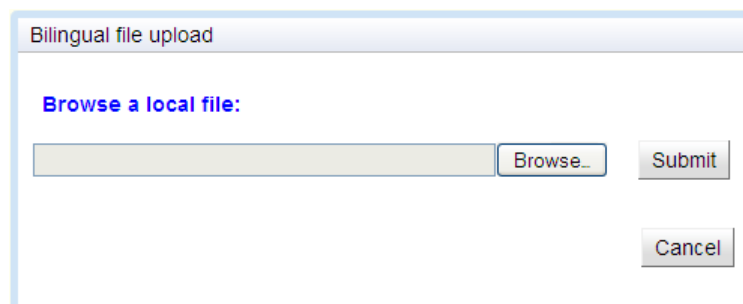 Bilingual file upload
Browse a local file:
Browse... Submit
Cancel